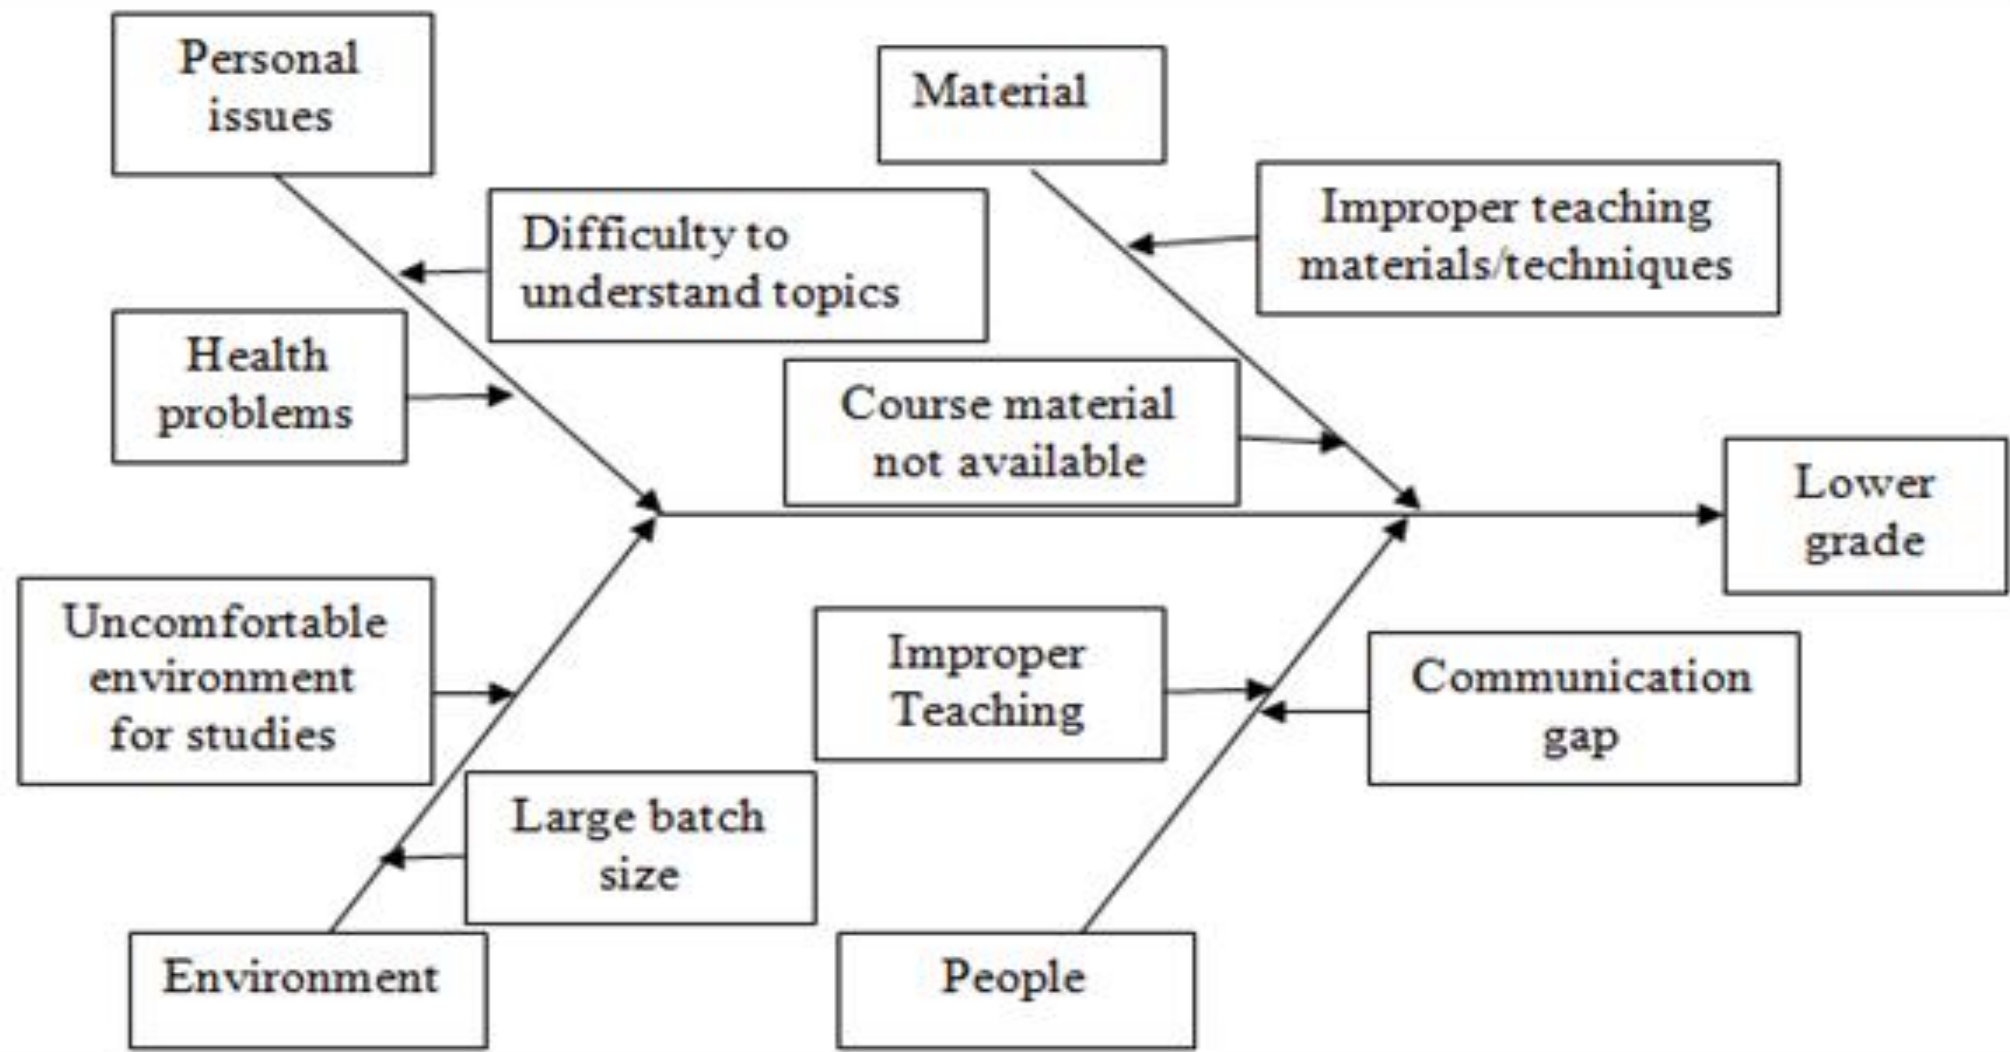 Personal
issues
Material
Improper teaching
materials/techniques
Difficulty to
understand topics
Health
problems
Course material
not available
Lower
grade
Uncomfortable
environment
for studies
Improper
Teaching
Communication
gap
Large batch
size
Environment
People